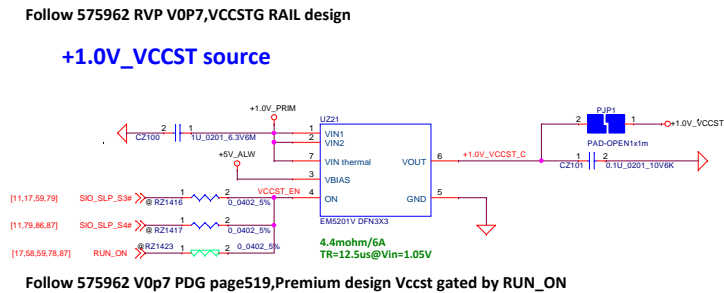 Follow 575962 RVP V0P7,VCCSTG RAIL design
+1.0V_VCCST source
+1.0V_PRIM
UZ21
PJP1
2 1
CZ100 1U_0201_6.3V6M
1 VIN1
2 VIN2
2 1
+1.0V_VCCST
+5V_ALW
7 VIN thermal
VOUT 6
+1.0V_VCCST_C
PAD-OPEN1x1m
3 VBIAS
1 2
CZ101 0.1U_0201_10V6K
[11,17,59,79] SIO_SLP_S3# 1 2 VCCST_EN 4 ON
GND 5
@ RZ1416 0_0402_5%
EM5201V DFN3X3
[11,79,86,87] SIO_SLP_S4# 1 2
@ RZ1417 0_0402_5%
4.4mohm/6A
TR=12.5us@Vin=1.05V
[17,58,59,78,87] RUN_ON 1 2
@RZ1423 0_0402_5%
Follow 575962 V0p7 PDG page519,Premium design Vccst gated by RUN_ON